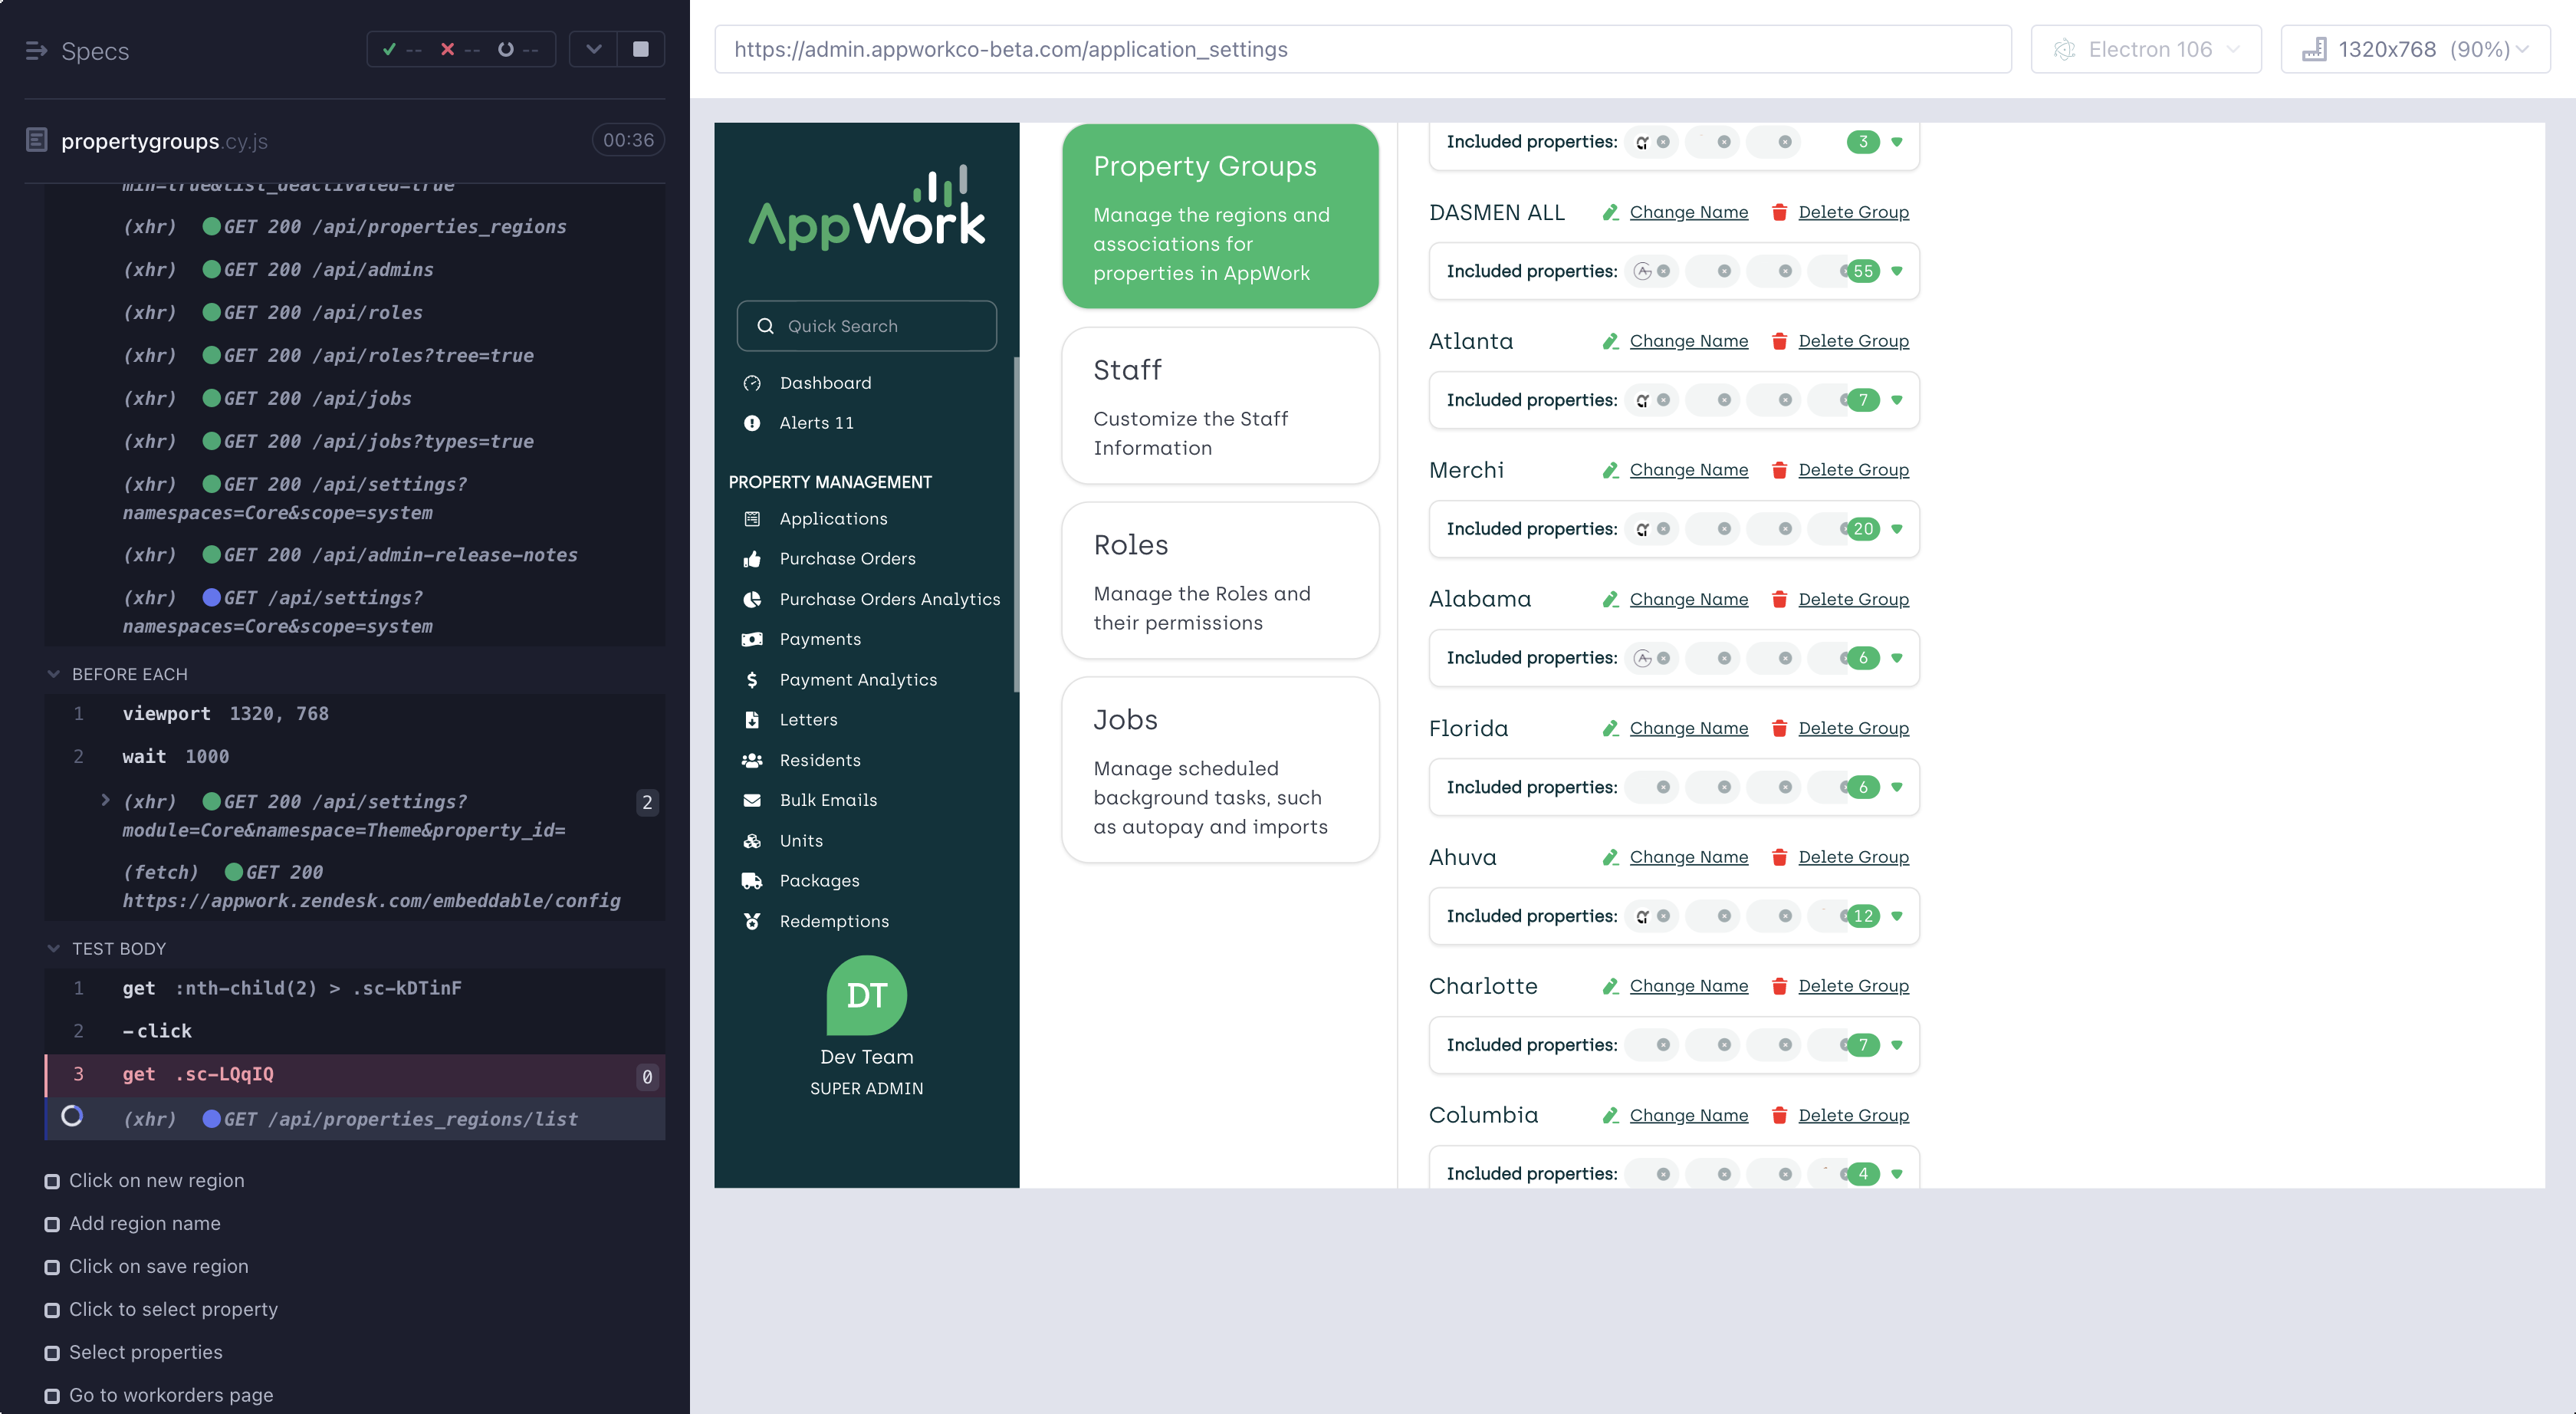 Specs
-- -- --
propertygroups.cy.js 00:36
min=true&list_deactivated=true
(xhr) GET 200 /api/properties_regions
(xhr) GET 200 /api/admins
(xhr) GET 200 /api/roles
(xhr) GET 200 /api/roles?tree=true
(xhr) GET 200 /api/jobs
(xhr) GET 200 /api/jobs?types=true
(xhr) GET 200 /api/settings?
namespaces=Core&scope=system
(xhr) GET 200 /api/admin-release-notes
(xhr) GET /api/settings?
namespaces=Core&scope=system
BEFORE EACH
1 viewport 1320, 768
2 wait 1000
(xhr) GET 200 /api/settings? 2
module=Core&namespace=Theme&property_id=
(fetch) GET 200
https://appwork.zendesk.com/embeddable/config
TEST BODY
1 get :nth-child(2) > .sc-kDTinF
2 -click
3 get .sc-LQqIQ 0
(xhr) GET /api/properties_regions/list
Click on new region
Add region name
Click on save region
Click to select property
Select properties
Go to workorders page
https://admin.appworkco-beta.com/application_settings
Electron 106
1320x768 (90%)
AppWork
Quick Search
Dashboard
Alerts 11
PROPERTY MANAGEMENT
Applications
Purchase Orders
Purchase Orders Analytics
Payments
Payment Analytics
Letters
Residents
Bulk Emails
Units
Packages
Redemptions
DT
Dev Team
SUPER ADMIN
Property Groups
Manage the regions and
associations for
properties in AppWork
Staff
Customize the Staff
Information
Roles
Manage the Roles and
their permissions
Jobs
Manage scheduled
background tasks, such
as autopay and imports
Included properties: 3
DASMEN ALL Change Name Delete Group
Included properties: 55
Atlanta Change Name Delete Group
Included properties: 7
Merchi Change Name Delete Group
Included properties: 20
Alabama Change Name Delete Group
Included properties: 6
Florida Change Name Delete Group
Included properties: 6
Ahuva Change Name Delete Group
Included properties: 12
Charlotte Change Name Delete Group
Included properties: 7
Columbia Change Name Delete Group
Included properties: 4